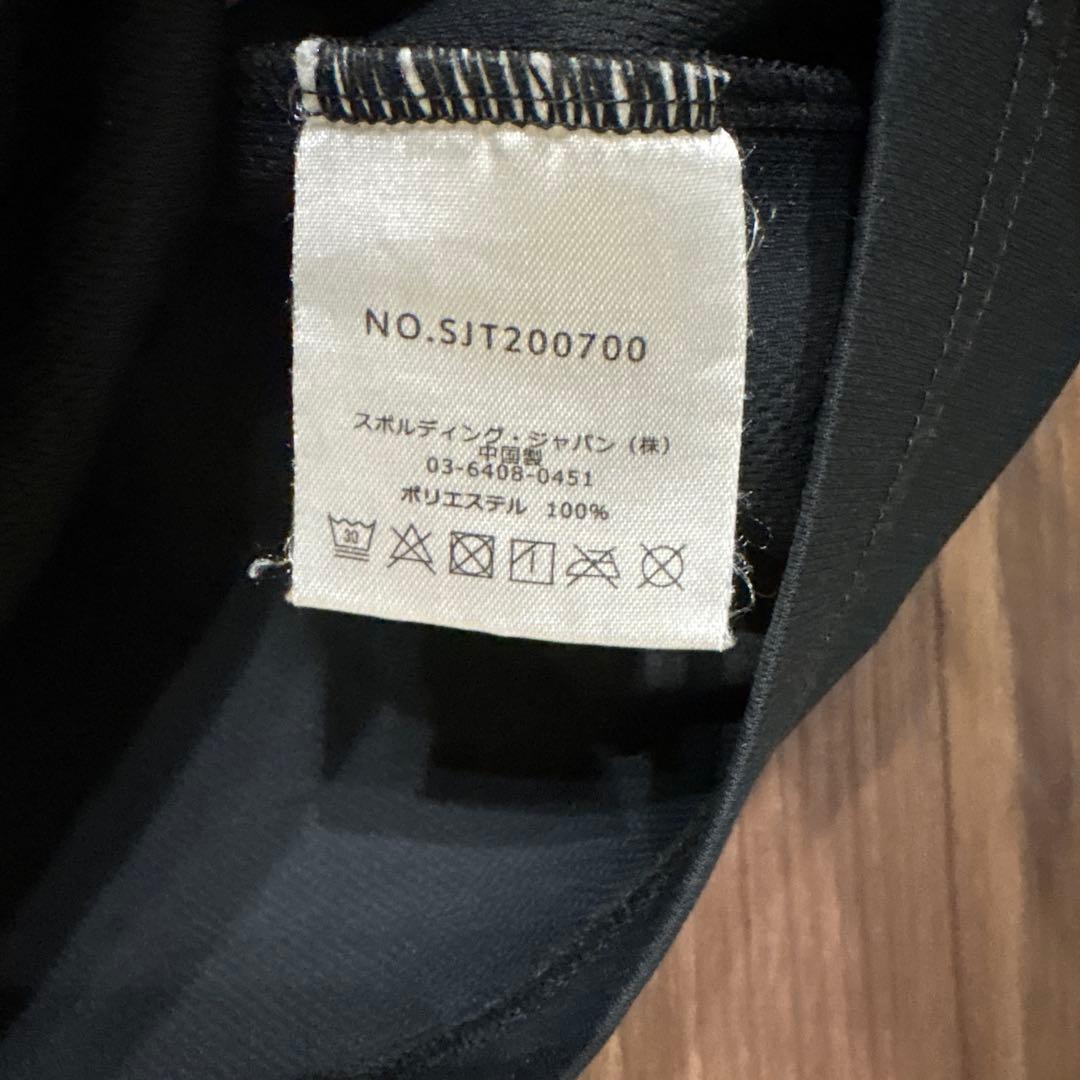 NO.SJT200700
スポルディング・ジャパン（株）
中国製
03-6408-0451
ポリエステル 100%
30